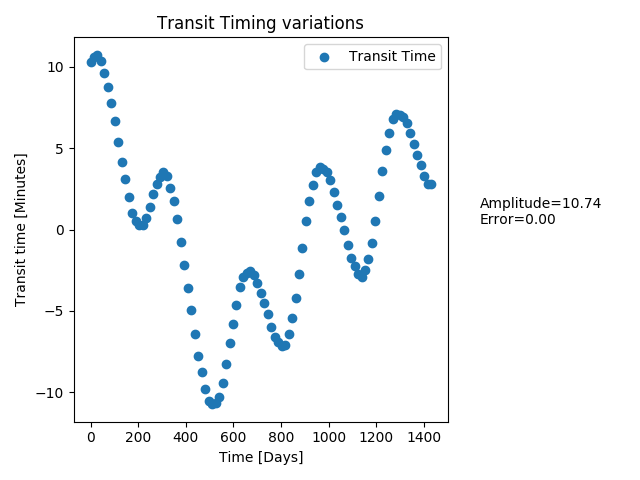 Transit Timing variations
Transit Time
10
5
0
−5
−10
Transit time [Minutes]
0 200 400 600 800 1000 1200 1400
Time [Days]
Amplitude=10.74
Error=0.00